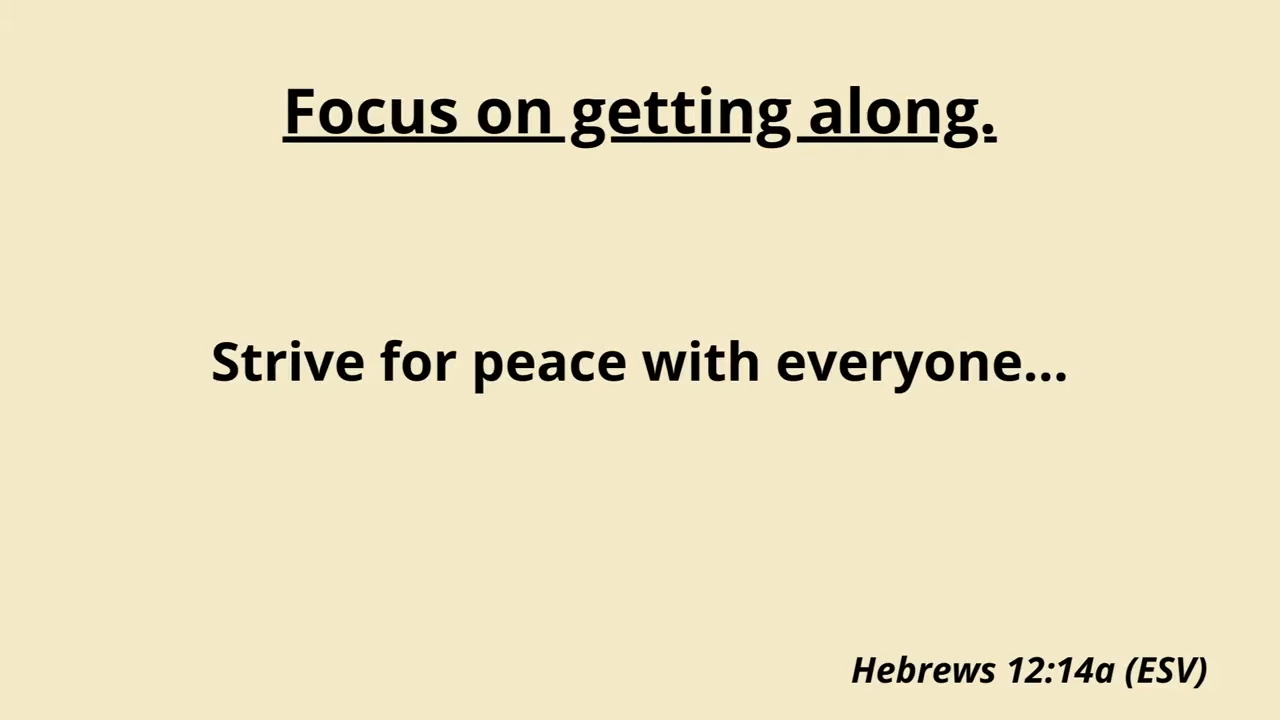 Focus on getting along.
Strive for peace with everyone...
Hebrews 12:14a (ESV)